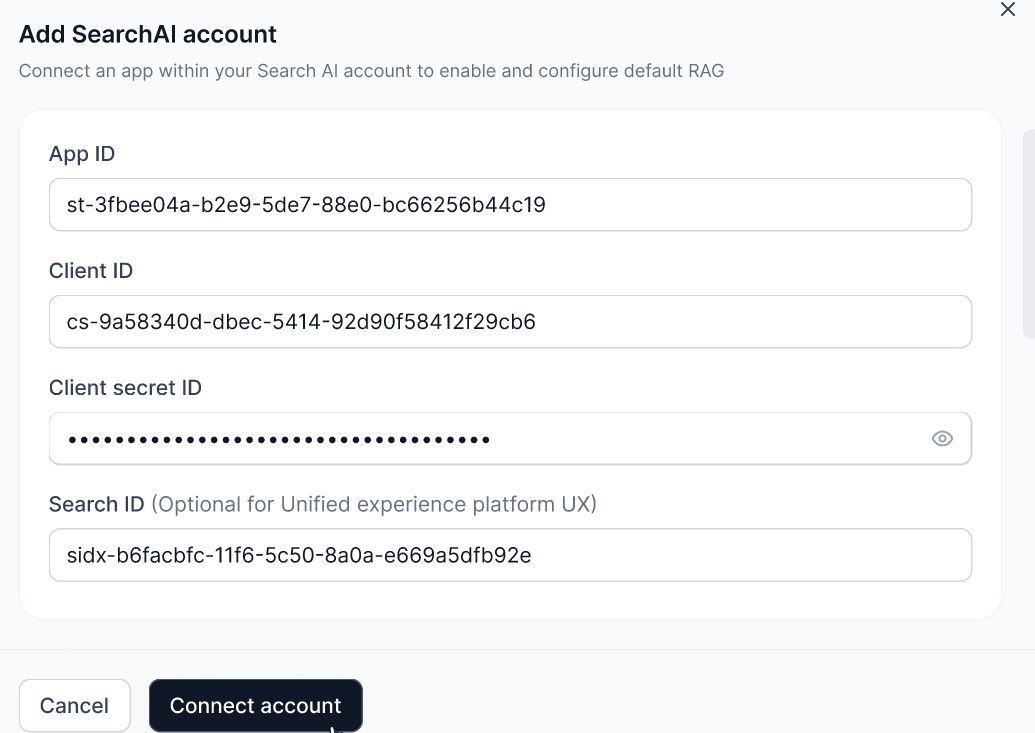 Add SearchAI account
Connect an app within your Search AI account to enable and configure default RAG
App ID
st-3fbee04a-b2e9-5de7-88e0-bc66256b44c19
Client ID
cs-9a58340d-dbec-5414-92d90f58412f29cb6
Client secret ID
••••••••••••••••••••••••••••••••••••
Search ID (Optional for Unified experience platform UX)
sidx-b6facbfc-11f6-5c50-8a0a-e669a5dfb92e
Cancel
Connect account